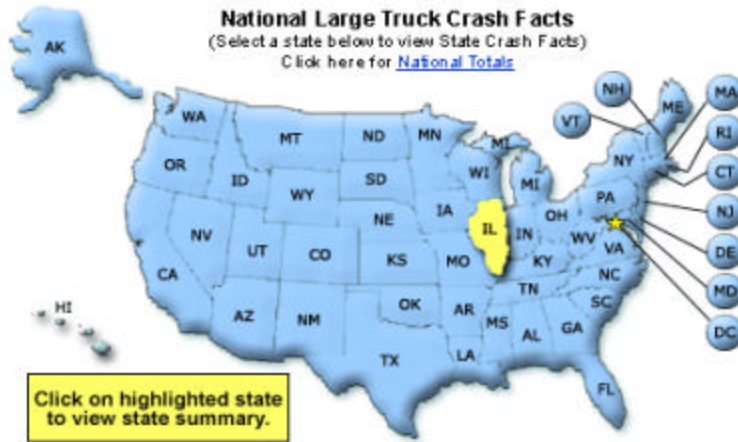 National Large Truck Crash Facts
(Select a state below to view State Crash Facts)
Click here for National Totals
AK
NH
ME
MA
VT
RI
WA
MT
ND
MN
MI
CT
OR
ID
WY
SD
WI
MI
NY
NJ
NE
IA
PA
NV
UT
CO
KS
MO
IL
IN
OH
WV
VA
DE
CA
KY
MD
AZ
NM
OK
AR
TN
NC
SC
DC
HI
TX
LA
MS
AL
GA
FL
Click on highlighted state
to view state summary.